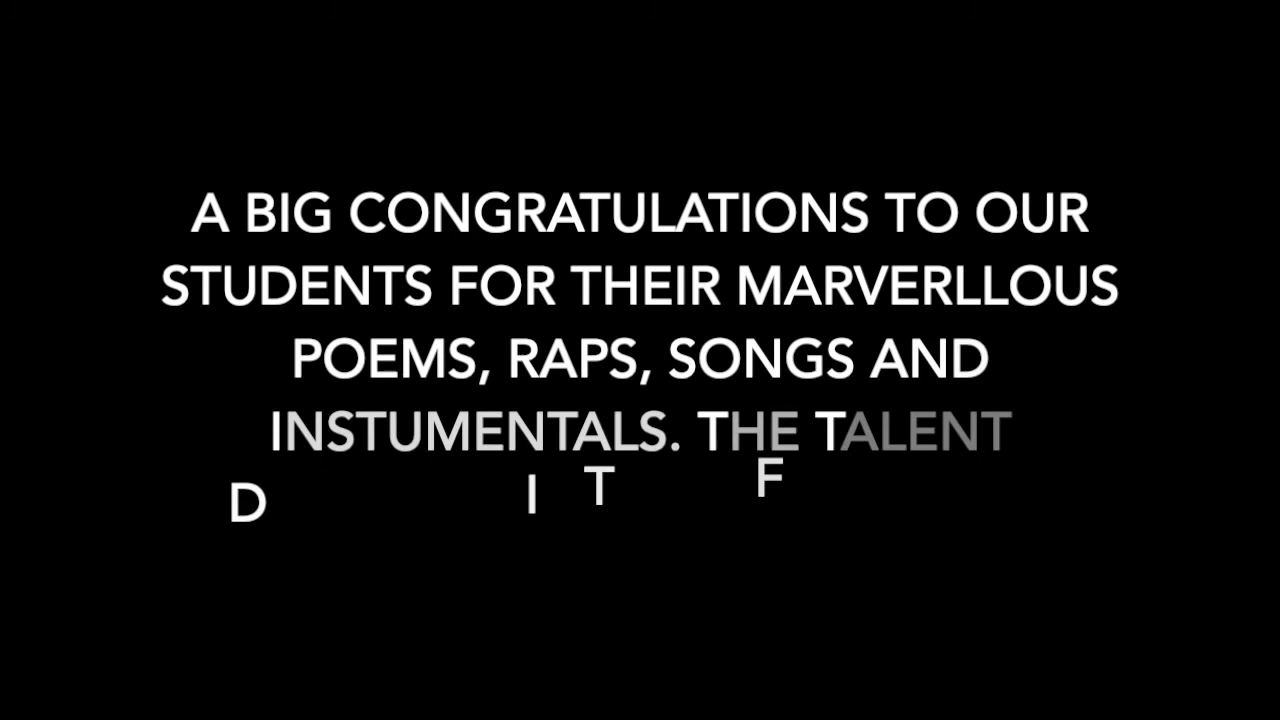 A BIG CONGRATULATIONS TO OUR
STUDENTS FOR THEIR MARVERLLOUS
POEMS, RAPS, SONGS AND
INSTUMENTALS. THE TALENT
D I T F